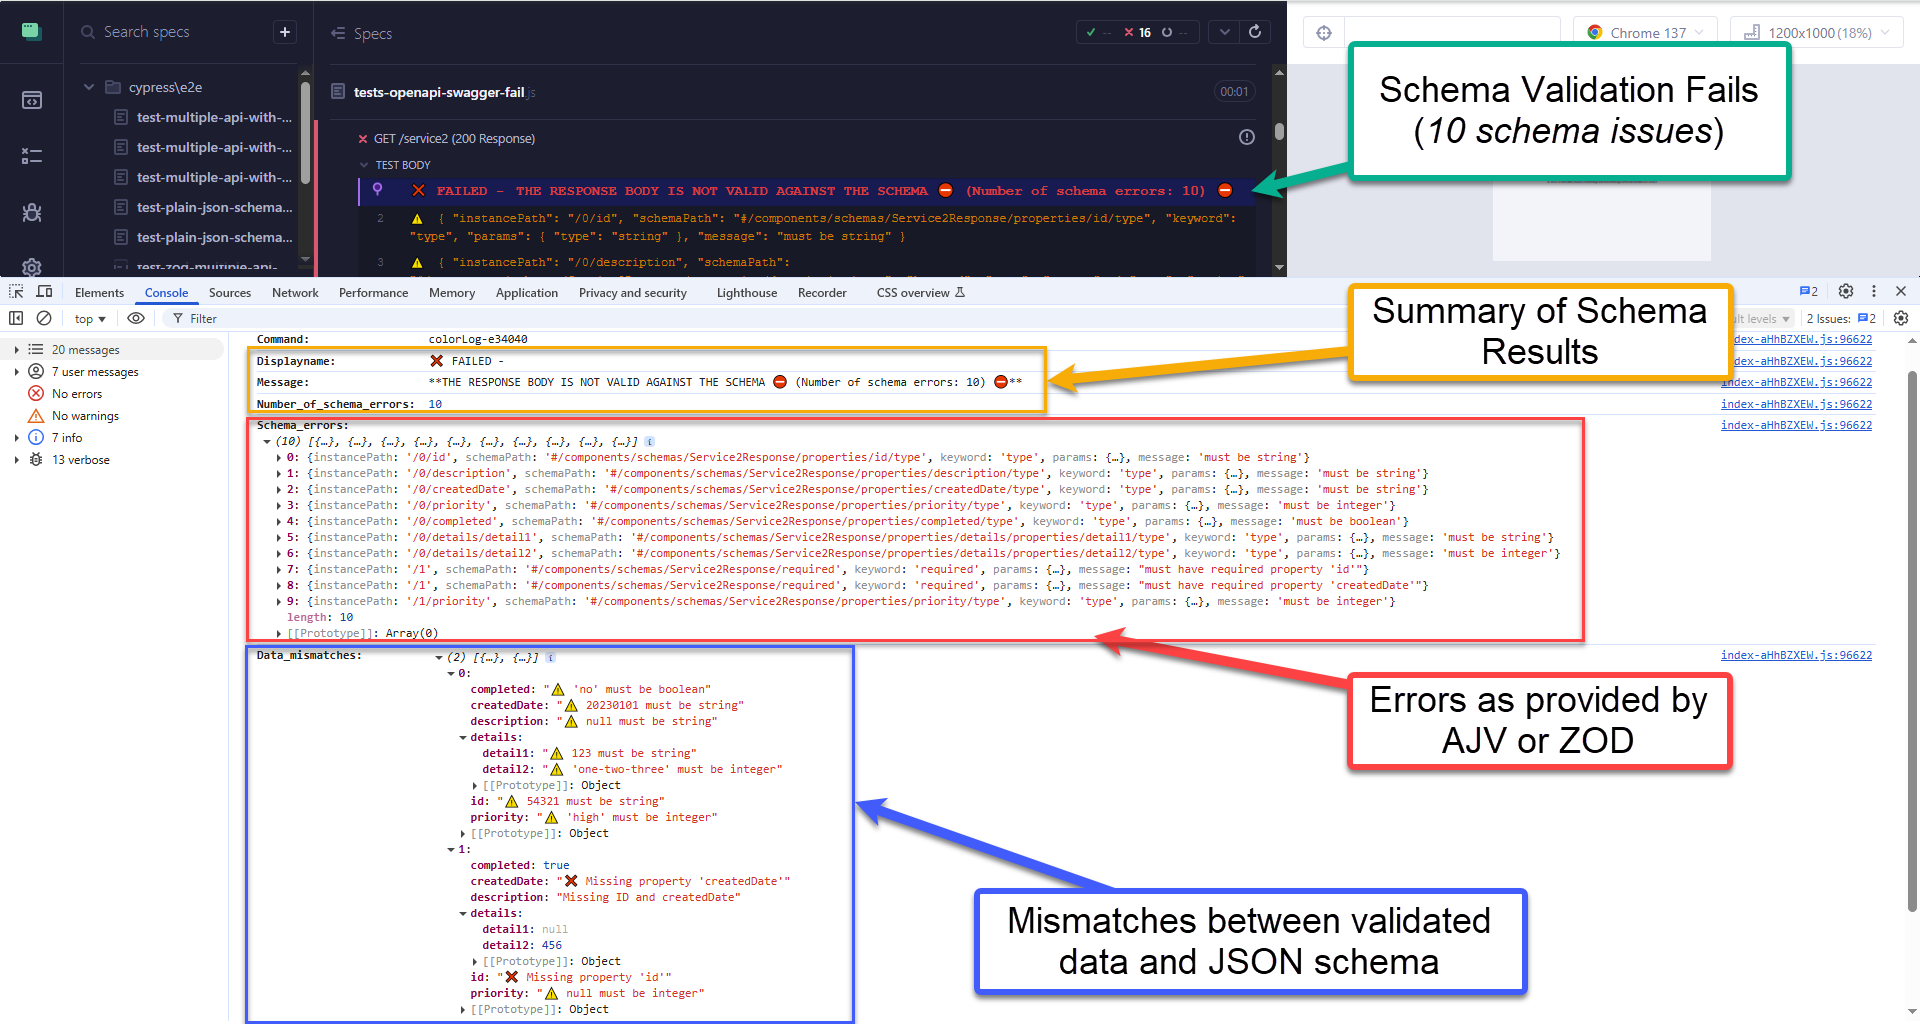 Search specs
+
Specs
-- 16 --
Chrome 137
1200x1000 (18%)
cypress\e2e
test-multiple-api-with-...
test-multiple-api-with-...
test-multiple-api-with-...
test-plain-json-schema...
test-plain-json-schema...
test-zod-multiple-api-
tests-openapi-swagger-fail.js
00:01
GET /service2 (200 Response)
TEST BODY
❌ FAILED - THE RESPONSE BODY IS NOT VALID AGAINST THE SCHEMA ⛔ (Number of schema errors: 10) ⛔
2 ⚠ { "instancePath": "/0/id", "schemaPath": "#/components/schemas/Service2Response/properties/id/type", "keyword":
"type", "params": { "type": "string" }, "message": "must be string" }
3 ⚠ { "instancePath": "/0/description", "schemaPath":
Schema Validation Fails
(10 schema issues)
Elements Console Sources Network Performance Memory Application Privacy and security Lighthouse Recorder CSS overview
2
top
Filter
ult levels
2 Issues: 2
20 messages
7 user messages
No errors
No warnings
7 info
13 verbose
Command: colorLog-e34040
index-aHhBZXEW.js:96622
Displayname: ❌ FAILED -
index-aHhBZXEW.js:96622
Message: **THE RESPONSE BODY IS NOT VALID AGAINST THE SCHEMA ⛔ (Number of schema errors: 10) ⛔**
index-aHhBZXEW.js:96622
Number_of_schema_errors: 10
index-aHhBZXEW.js:96622
Summary of Schema
Results
Schema_errors:
index-aHhBZXEW.js:96622
(10) [{…}, {…}, {…}, {…}, {…}, {…}, {…}, {…}, {…}, {…}]
0: {instancePath: '/0/id', schemaPath: '#/components/schemas/Service2Response/properties/id/type', keyword: 'type', params: {…}, message: 'must be string'}
1: {instancePath: '/0/description', schemaPath: '#/components/schemas/Service2Response/properties/description/type', keyword: 'type', params: {…}, message: 'must be string'}
2: {instancePath: '/0/createdDate', schemaPath: '#/components/schemas/Service2Response/properties/createdDate/type', keyword: 'type', params: {…}, message: 'must be string'}
3: {instancePath: '/0/priority', schemaPath: '#/components/schemas/Service2Response/properties/priority/type', keyword: 'type', params: {…}, message: 'must be integer'}
4: {instancePath: '/0/completed', schemaPath: '#/components/schemas/Service2Response/properties/completed/type', keyword: 'type', params: {…}, message: 'must be boolean'}
5: {instancePath: '/0/details/detail1', schemaPath: '#/components/schemas/Service2Response/properties/details/properties/detail1/type', keyword: 'type', params: {…}, message: 'must be string'}
6: {instancePath: '/0/details/detail2', schemaPath: '#/components/schemas/Service2Response/properties/details/properties/detail2/type', keyword: 'type', params: {…}, message: 'must be integer'}
7: {instancePath: '/1', schemaPath: '#/components/schemas/Service2Response/required', keyword: 'required', params: {…}, message: "must have required property 'id'"}
8: {instancePath: '/1', schemaPath: '#/components/schemas/Service2Response/required', keyword: 'required', params: {…}, message: "must have required property 'createdDate'"}
9: {instancePath: '/1/priority', schemaPath: '#/components/schemas/Service2Response/properties/priority/type', keyword: 'type', params: {…}, message: 'must be integer'}
length: 10
[[Prototype]]: Array(0)
Errors as provided by
AJV or ZOD
Data_mismatches: (2) [{…}, {…}]
index-aHhBZXEW.js:96622
0:
completed: "⚠ 'no' must be boolean"
createdDate: "⚠ 20230101 must be string"
description: "⚠ null must be string"
details:
detail1: "⚠ 123 must be string"
detail2: "⚠ 'one-two-three' must be integer"
[[Prototype]]: Object
id: "⚠ 54321 must be string"
priority: "⚠ 'high' must be integer"
[[Prototype]]: Object
1:
completed: true
createdDate: "❌ Missing property 'createdDate'"
description: "Missing ID and createdDate"
details:
detail1: null
detail2: 456
[[Prototype]]: Object
id: "❌ Missing property 'id'"
priority: "⚠ null must be integer"
[[Prototype]]: Object
Mismatches between validated
data and JSON schema